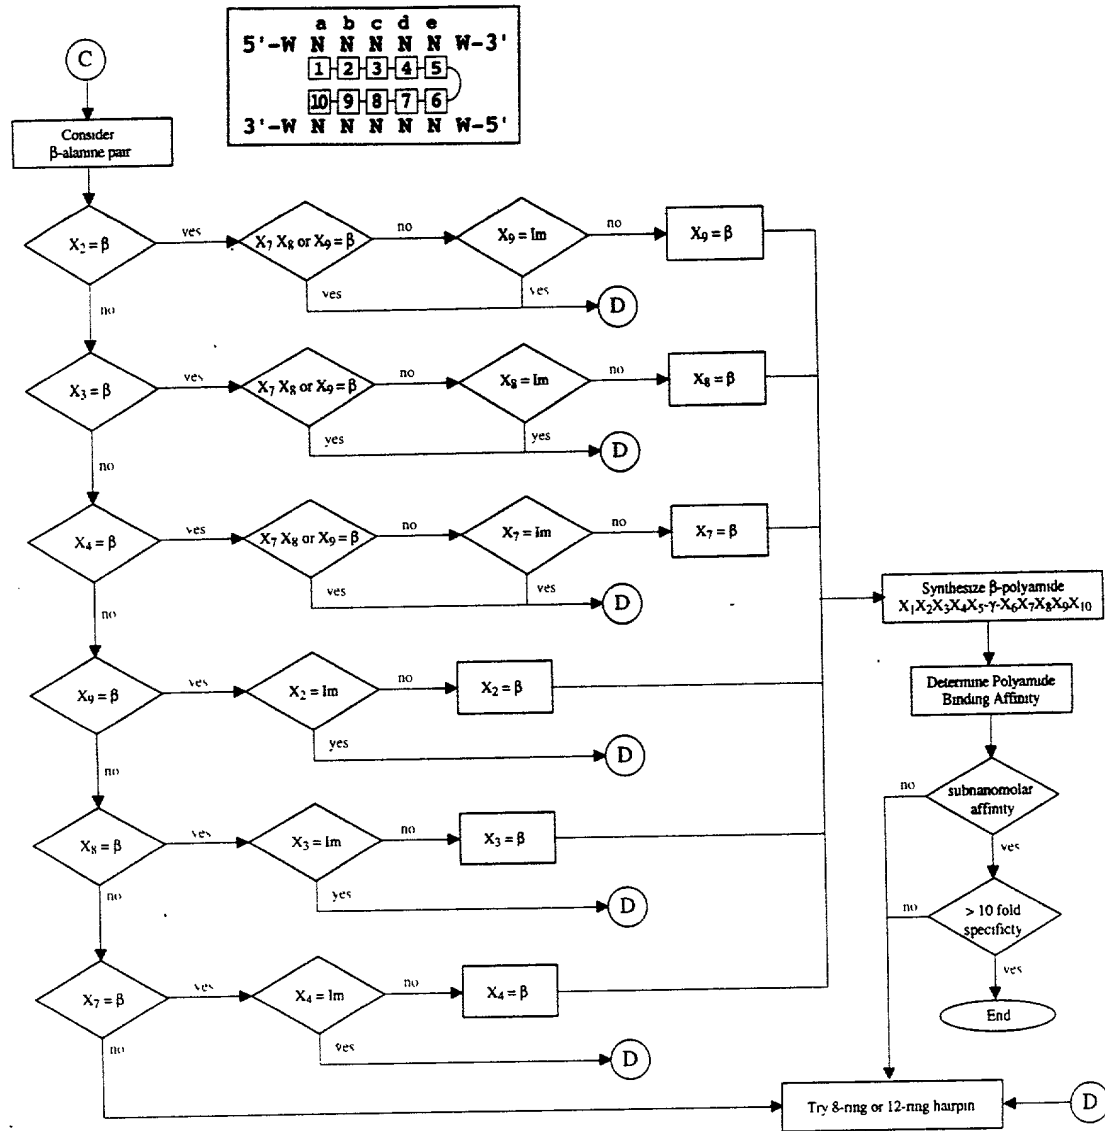 a b c d e
5'-W N N N N N W-3'
1 2 3 4 5
10 9 8 7 6
3'-W N N N N N W-5'
C
Consider
β-alanine pair
X2 = β
yes
X7 X8 or X9 = β
no
X9 = Im
no
X9 = β
yes
yes
D
no
X3 = β
yes
X7 X8 or X9 = β
no
X8 = Im
no
X8 = β
yes
yes
D
no
X4 = β
yes
X7 X8 or X9 = β
no
X7 = Im
no
X7 = β
yes
yes
D
no
X9 = β
yes
X2 = Im
no
X2 = β
yes
D
no
X8 = β
yes
X3 = Im
no
X3 = β
yes
D
no
X7 = β
yes
X4 = Im
no
X4 = β
yes
D
no
Synthesize β-polyamide
X1X2X3X4X5-γ-X6X7X8X9X10
Determine Polyamide
Binding Affinity
no
subnanomolar
affinity
yes
no
> 10 fold
specificty
yes
End
Try 8-ring or 12-ring hairpin
D